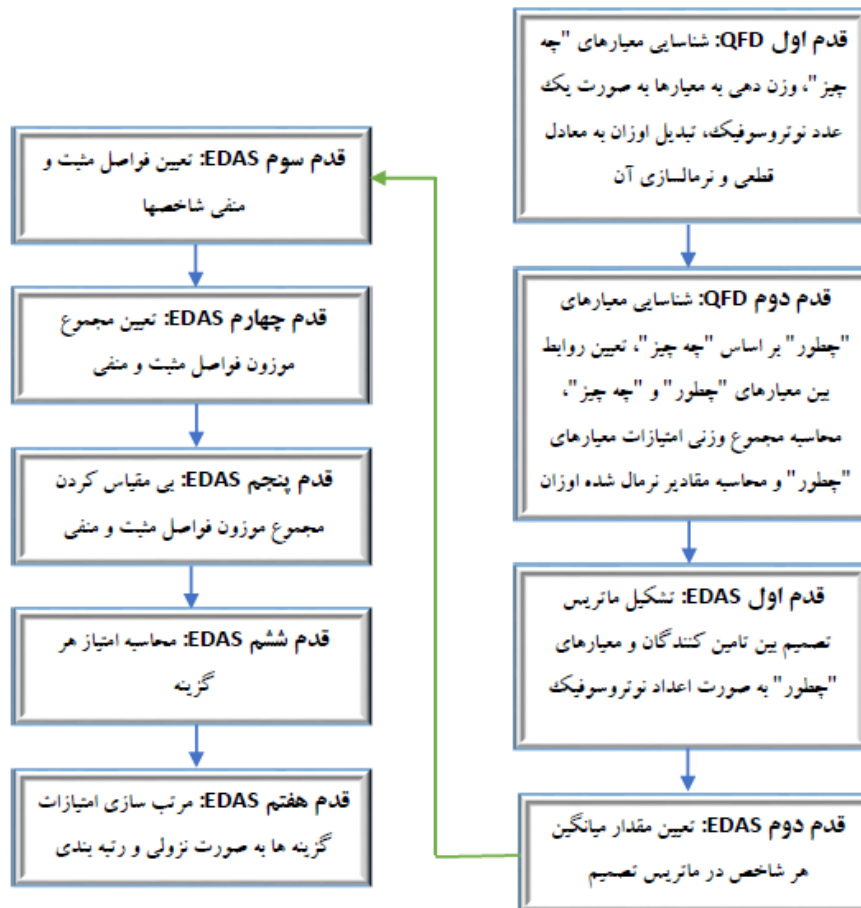 قدم اول QFD: شناسایی معیارهای "چه
چیز"، وزن دهی به معیارها به صورت یک
عدد نوتروسوفیک، تبدیل اوزان به معادل
قطعی و نرمالسازی آن
قدم دوم QFD: شناسایی معیارهای
"چطور" بر اساس "چه چیز"، تعیین روابط
بین معیارهای "چطور" و "چه چیز"،
محاسبه مجموع وزنی امتیازات معیارهای
"چطور" و محاسبه مقادیر نرمال شده اوزان
قدم اول EDAS: تشکیل ماتریس
تصمیم بین تامین کنندگان و معیارهای
"چطور" به صورت اعداد نوتروسوفیک
قدم دوم EDAS: تعیین مقدار میانگین
هر شاخص در ماتریس تصمیم
قدم سوم EDAS: تعیین فواصل مثبت و
منفی شاخصها
قدم چهارم EDAS: تعیین مجموع
موزون فواصل مثبت و منفی
قدم پنجم EDAS: بی مقیاس کردن
مجموع موزون فواصل مثبت و منفی
قدم ششم EDAS: محاسبه امتیاز هر
گزینه
قدم هفتم EDAS: مرتب سازی امتیازات
گزینه ها به صورت نزولی و رتبه بندی